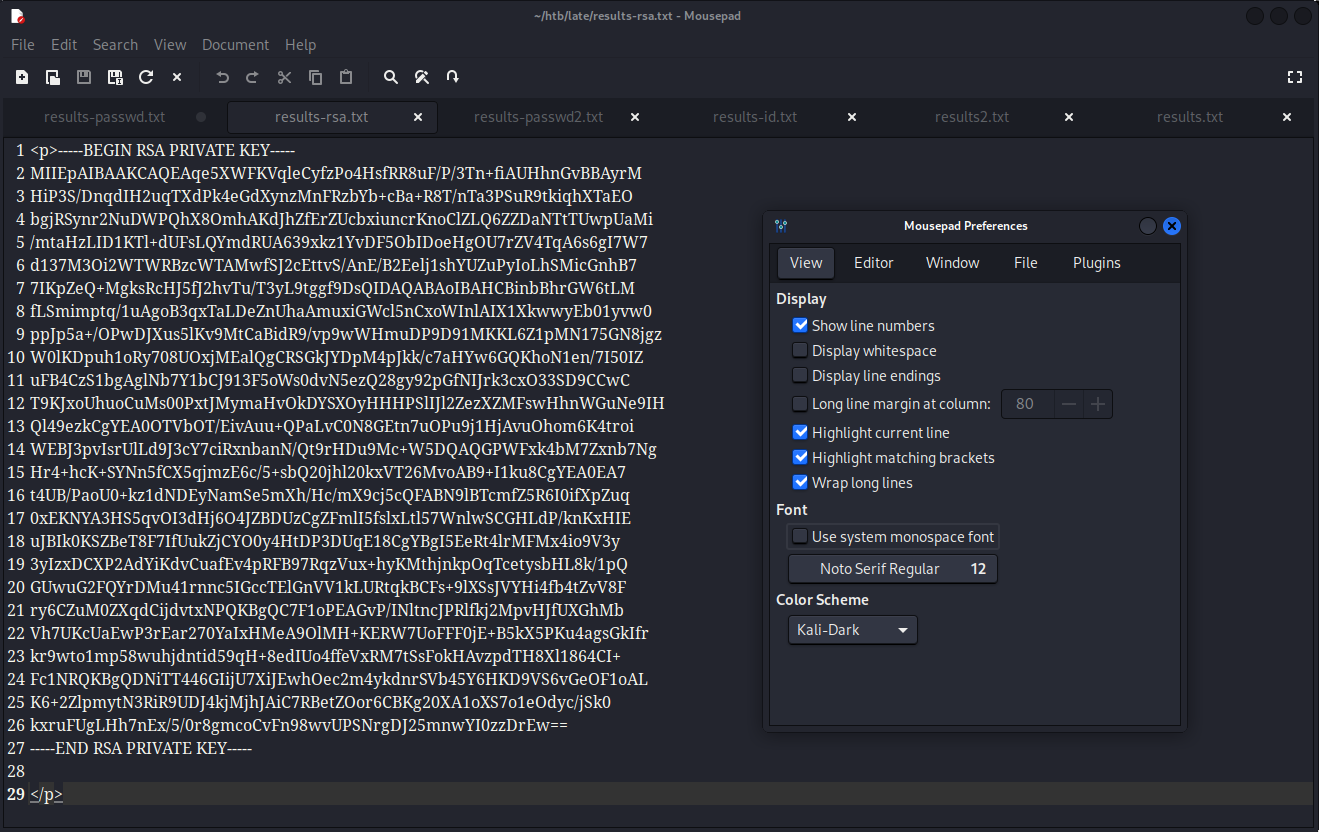 ~/htb/late/results-rsa.txt - Mousepad
File Edit Search View Document Help
results-passwd.txt results-rsa.txt results-passwd2.txt results-id.txt results2.txt results.txt
1 <p>-----BEGIN RSA PRIVATE KEY-----
2 MIIEpAIBAAKCAQEAqe5XWFKVqleCyfzPo4HsfRR8uF/P/3Tn+fiAUHhnGvBBAyrM
3 HiP3S/DnqdIH2uqTXdPk4eGdXynzMnFRzbYb+cBa+R8T/nTa3PSuR9tkiqhXTaEO
4 bgjRSynr2NuDWPQhX8OmhAKdJhZfErZUcbxiuncrKnoClZLQ6ZZDaNTtTUwpUaMi
5 /mtaHzLID1KTl+dUFsLQYmdRUA639xkz1YvDF5ObIDoeHgOU7rZV4TqA6s6gI7W7
6 d137M3Oi2WTWRBzcWTAMwfSJ2cEttvS/AnE/B2Eelj1shYUZuPyIoLhSMicGnhB7
7 7IKpZeQ+MgksRcHJ5fJ2hvTu/T3yL9tggf9DsQIDAQABAoIBAHCBinbBhrGW6tLM
8 fLSmimptq/1uAgoB3qxTaLDeZnUhaAmuxiGWcl5nCxoWInlAIX1XkwwyEb01yvw0
9 ppJp5a+/OPwDJXus5lKv9MtCaBidR9/vp9wWHmuDP9D91MKKL6Z1pMN175GN8jgz
10 W0lKDpuh1oRy708UOxjMEalQgCRSGkJYDpM4pJkk/c7aHYw6GQKhoN1en/7I50IZ
11 uFB4CzS1bgAglNb7Y1bCJ913F5oWs0dvN5ezQ28gy92pGfNIJrk3cxO33SD9CCwC
12 T9KJxoUhuoCuMs00PxtJMymaHvOkDYSXOyHHHPSlIJl2ZezXZMFswHhnWGuNe9IH
13 Ql49ezkCgYEA0OTVbOT/EivAuu+QPaLvC0N8GEtn7uOPu9j1HjAvuOhom6K4troi
14 WEBJ3pvIsrUlLd9J3cY7ciRxnbanN/Qt9rHDu9Mc+W5DQAQGPWFxk4bM7Zxnb7Ng
15 Hr4+hcK+SYNn5fCX5qjmzE6c/5+sbQ20jhl20kxVT26MvoAB9+I1ku8CgYEA0EA7
16 t4UB/PaoU0+kz1dNDEyNamSe5mXh/Hc/mX9cj5cQFABN9lBTcmfZ5R6I0ifXpZuq
17 0xEKNYA3HS5qvOI3dHj6O4JZBDUzCgZFmlI5fslxLtl57WnlwSCGHLdP/knKxHIE
18 uJBIk0KSZBeT8F7IfUukZjCYO0y4HtDP3DUqE18CgYBgI5EeRt4lrMFMx4io9V3y
19 3yIzxDCXP2AdYiKdvCuafEv4pRFB97RqzVux+hyKMthjnkpOqTcetysbHL8k/1pQ
20 GUwuG2FQYrDMu41rnnc5IGccTElGnVV1kLURtqkBCFs+9lXSsJVYHi4fb4tZvV8F
21 ry6CZuM0ZXqdCijdvtxNPQKBgQC7F1oPEAGvP/INltncJPRlfkj2MpvHJfUXGhMb
22 Vh7UKcUaEwP3rEar270YaIxHMeA9OlMH+KERW7UoFFF0jE+B5kX5PKu4agsGkIfr
23 kr9wto1mp58wuhjdntid59qH+8edIUo4ffeVxRM7tSsFokHAvzpdTH8Xl1864CI+
24 Fc1NRQKBgQDNiTT446GIijU7XiJEwhOec2m4ykdnrSVb45Y6HKD9VS6vGeOF1oAL
25 K6+2ZlpmytN3RiR9UDJ4kjMjhJAiC7RBetZOor6CBKg20XA1oXS7o1eOdyc/jSk0
26 kxruFUgLHh7nEx/5/0r8gmcoCvFn98wvUPSNrgDJ25mnwYI0zzDrEw==
27 -----END RSA PRIVATE KEY-----
28
29 </p>
Mousepad Preferences
View Editor Window File Plugins
Display
Show line numbers
Display whitespace
Display line endings
Long line margin at column: 80
Highlight current line
Highlight matching brackets
Wrap long lines
Font
Use system monospace font
Noto Serif Regular 12
Color Scheme
Kali-Dark